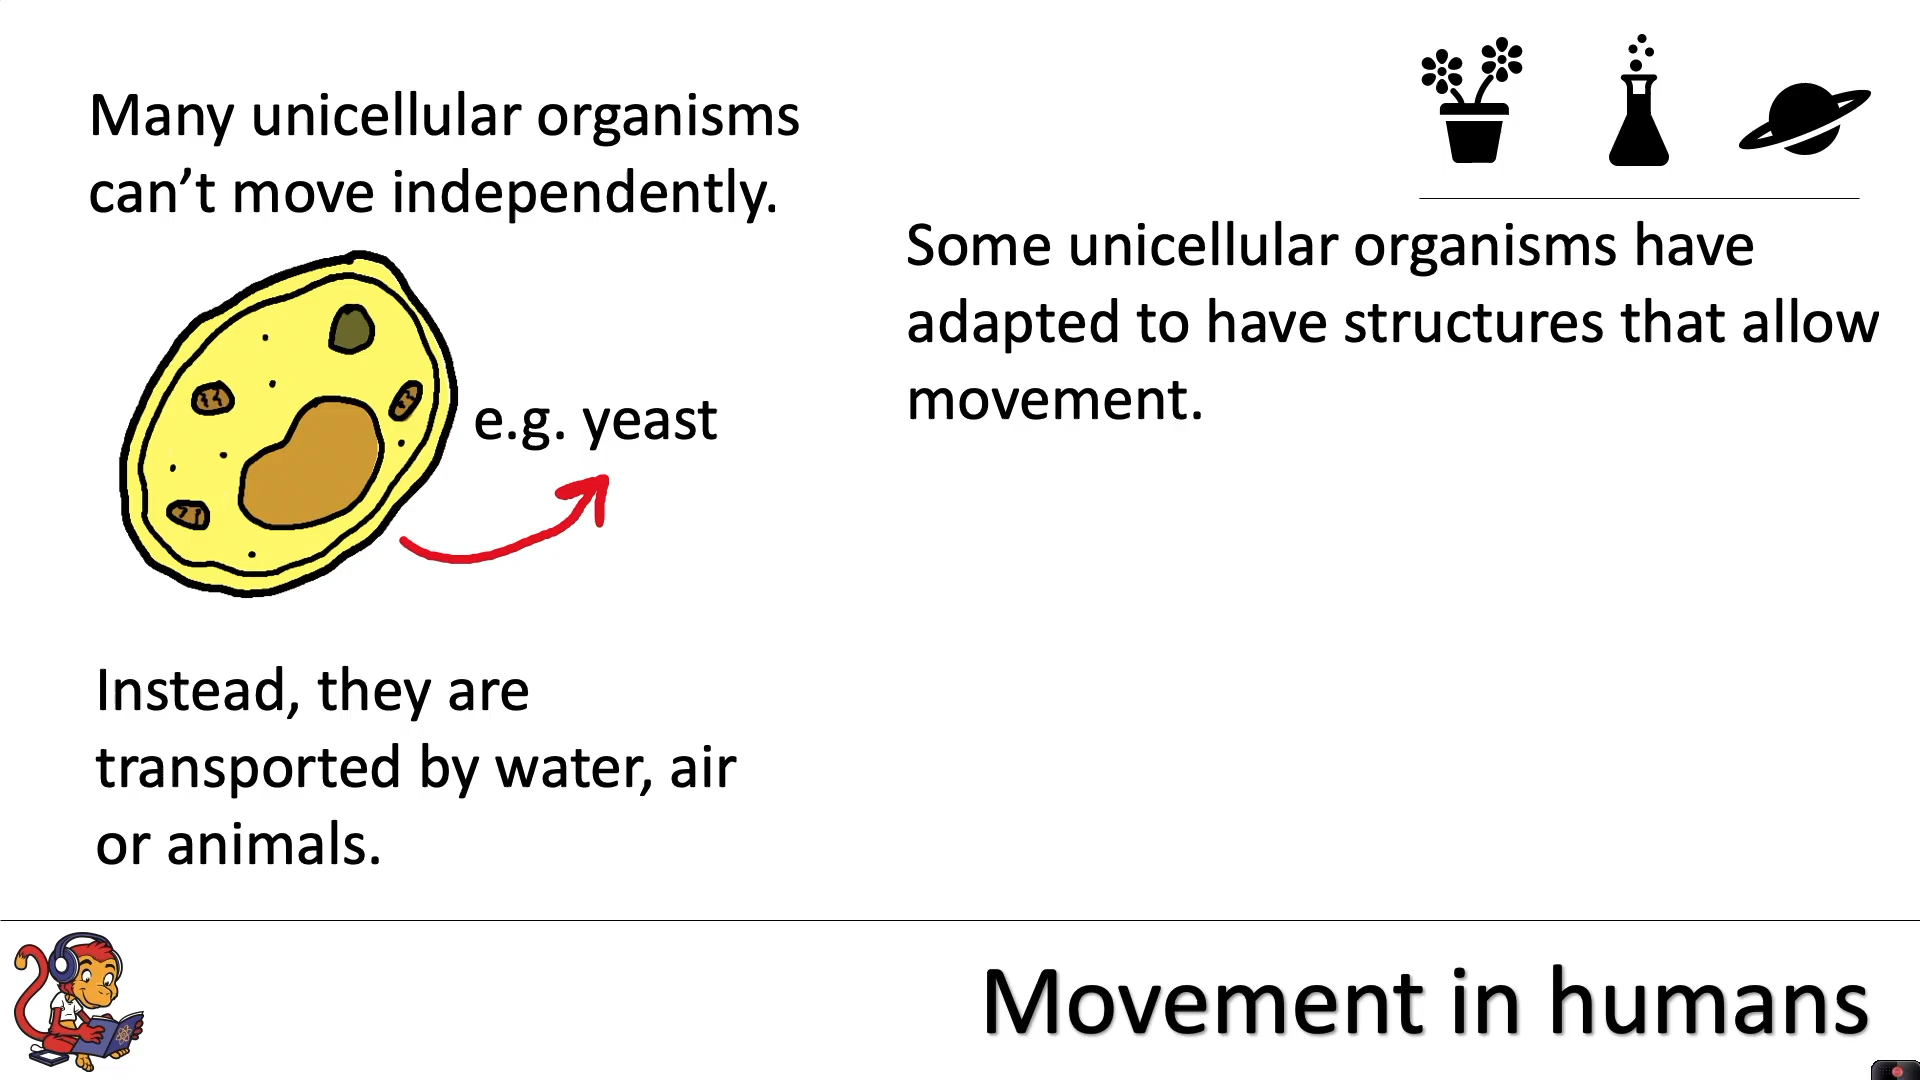 Many unicellular organisms
can’t move independently.
e.g. yeast
Instead, they are
transported by water, air
or animals.
Some unicellular organisms have
adapted to have structures that allow
movement.
Movement in humans